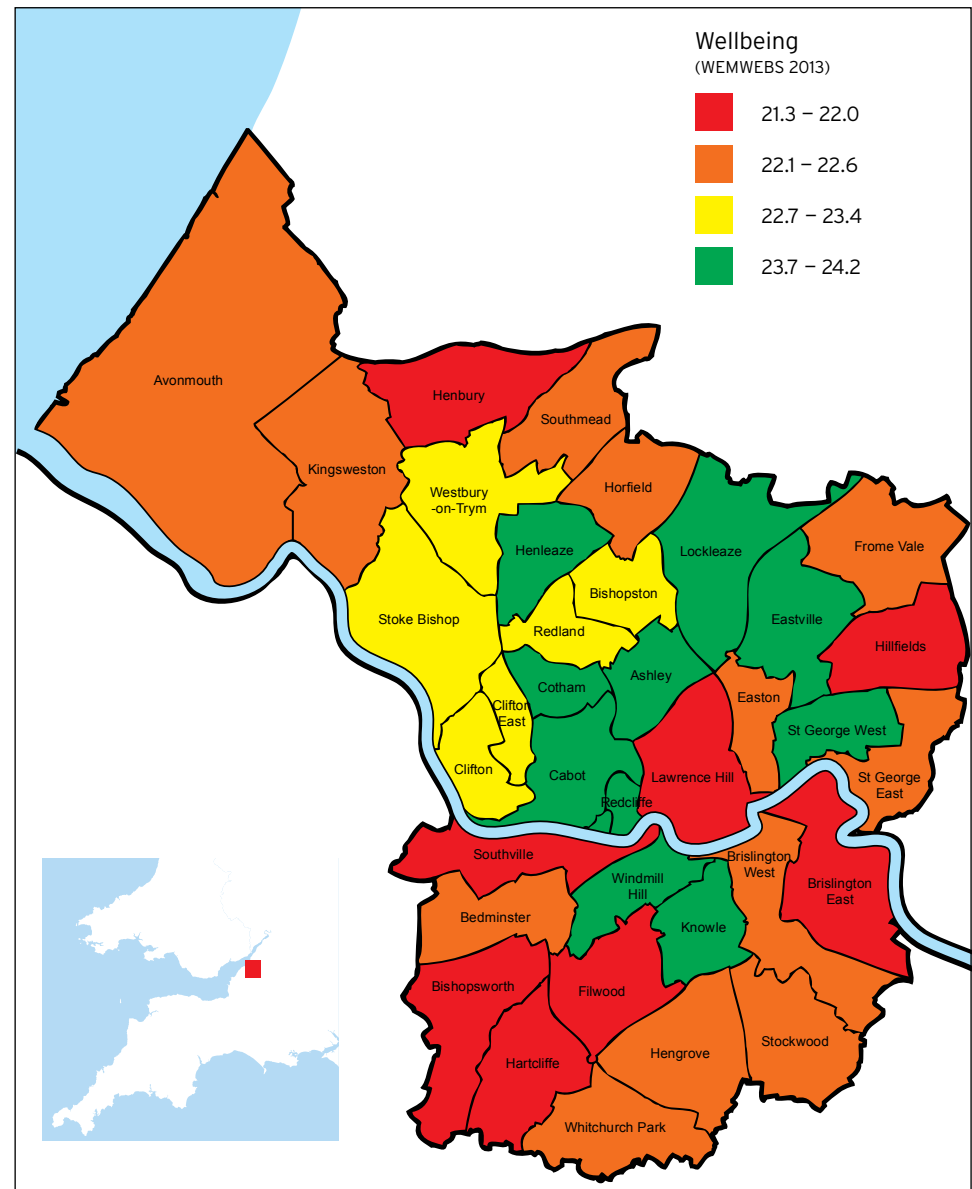 Wellbeing
(WEMWEBS 2013)
21.3 – 22.0
22.1 – 22.6
22.7 – 23.4
23.7 – 24.2
Avonmouth
Henbury
Southmead
Kingsweston
Westbury
-on-Trym
Horfield
Henleaze
Lockleaze
Frome Vale
Stoke Bishop
Bishopston
Redland
Eastville
Hillfields
Cotham
Ashley
Easton
Clifton
East
St George West
Clifton
Cabot
Lawrence Hill
St George
East
Redcliffe
Southville
Windmill
Hill
Brislington
West
Brislington
East
Bedminster
Knowle
Bishopsworth
Filwood
Hartcliffe
Hengrove
Stockwood
Whitchurch Park